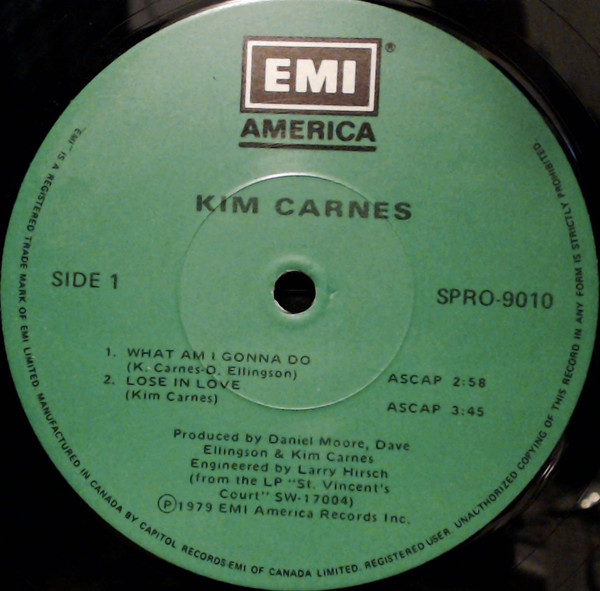 EMI®
AMERICA
KIM CARNES
SIDE 1
SPRO-9010
1. WHAT AM I GONNA DO
(K. Carnes-D. Ellingson)
ASCAP 2:58
2. LOSE IN LOVE
(Kim Carnes)
ASCAP 3:45
Produced by Daniel Moore, Dave
Ellingson & Kim Carnes
Engineered by Larry Hirsch
(from the LP "St. Vincent's
Court" SW-17004)
℗1979 EMI America Records Inc.
"EMI" IS A REGISTERED TRADE MARK OF EMI LIMITED. MANUFACTURED IN CANADA BY CAPITOL RECORDS-EMI OF CANADA LIMITED. REGISTERED USER. UNAUTHORIZED COPYING OF THIS RECORD IN ANY FORM IS STRICTLY PROHIBITED.